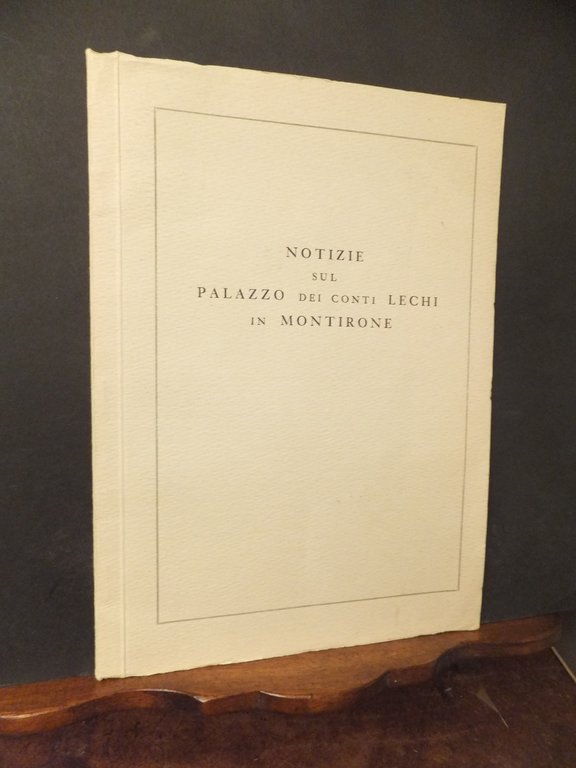 NOTIZIE
SUL
PALAZZO DEI CONTI LECHI
IN MONTIRONE